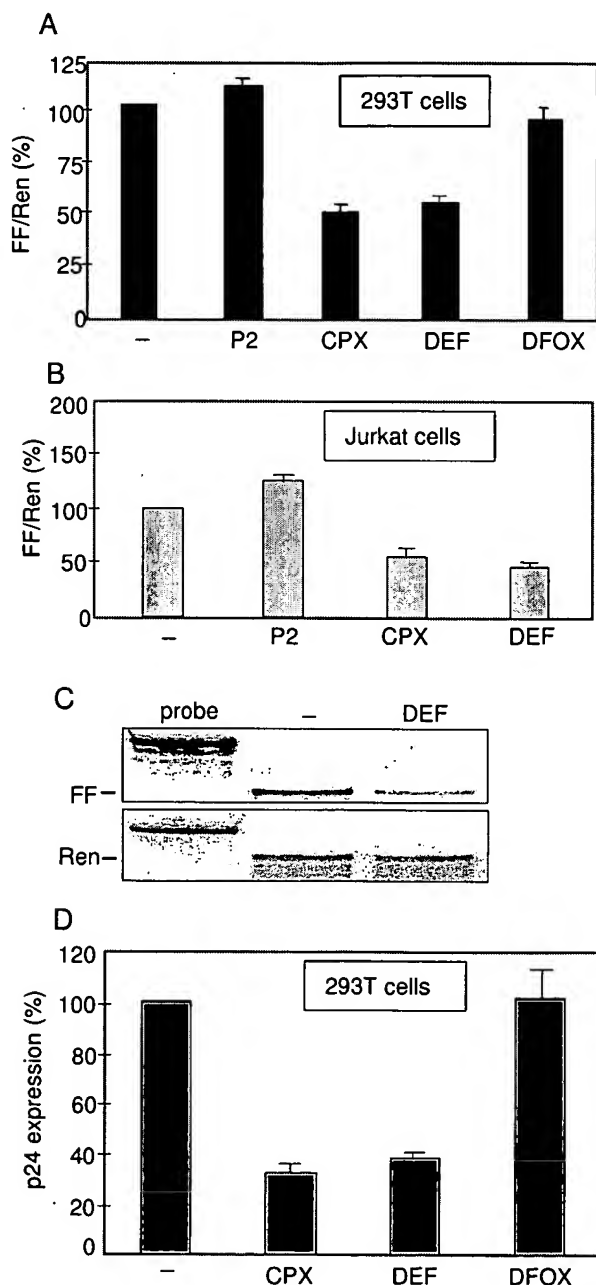 A
FF/Ren (%)
125
100
75
50
25
0
293T cells
– P2 CPX DEF DFOX
B
FF/Ren (%)
200
150
100
50
0
Jurkat cells
– P2 CPX DEF
C
probe – DEF
FF
Ren
D
p24 expression (%)
120
100
80
60
40
20
0
293T cells
– CPX DEF DFOX